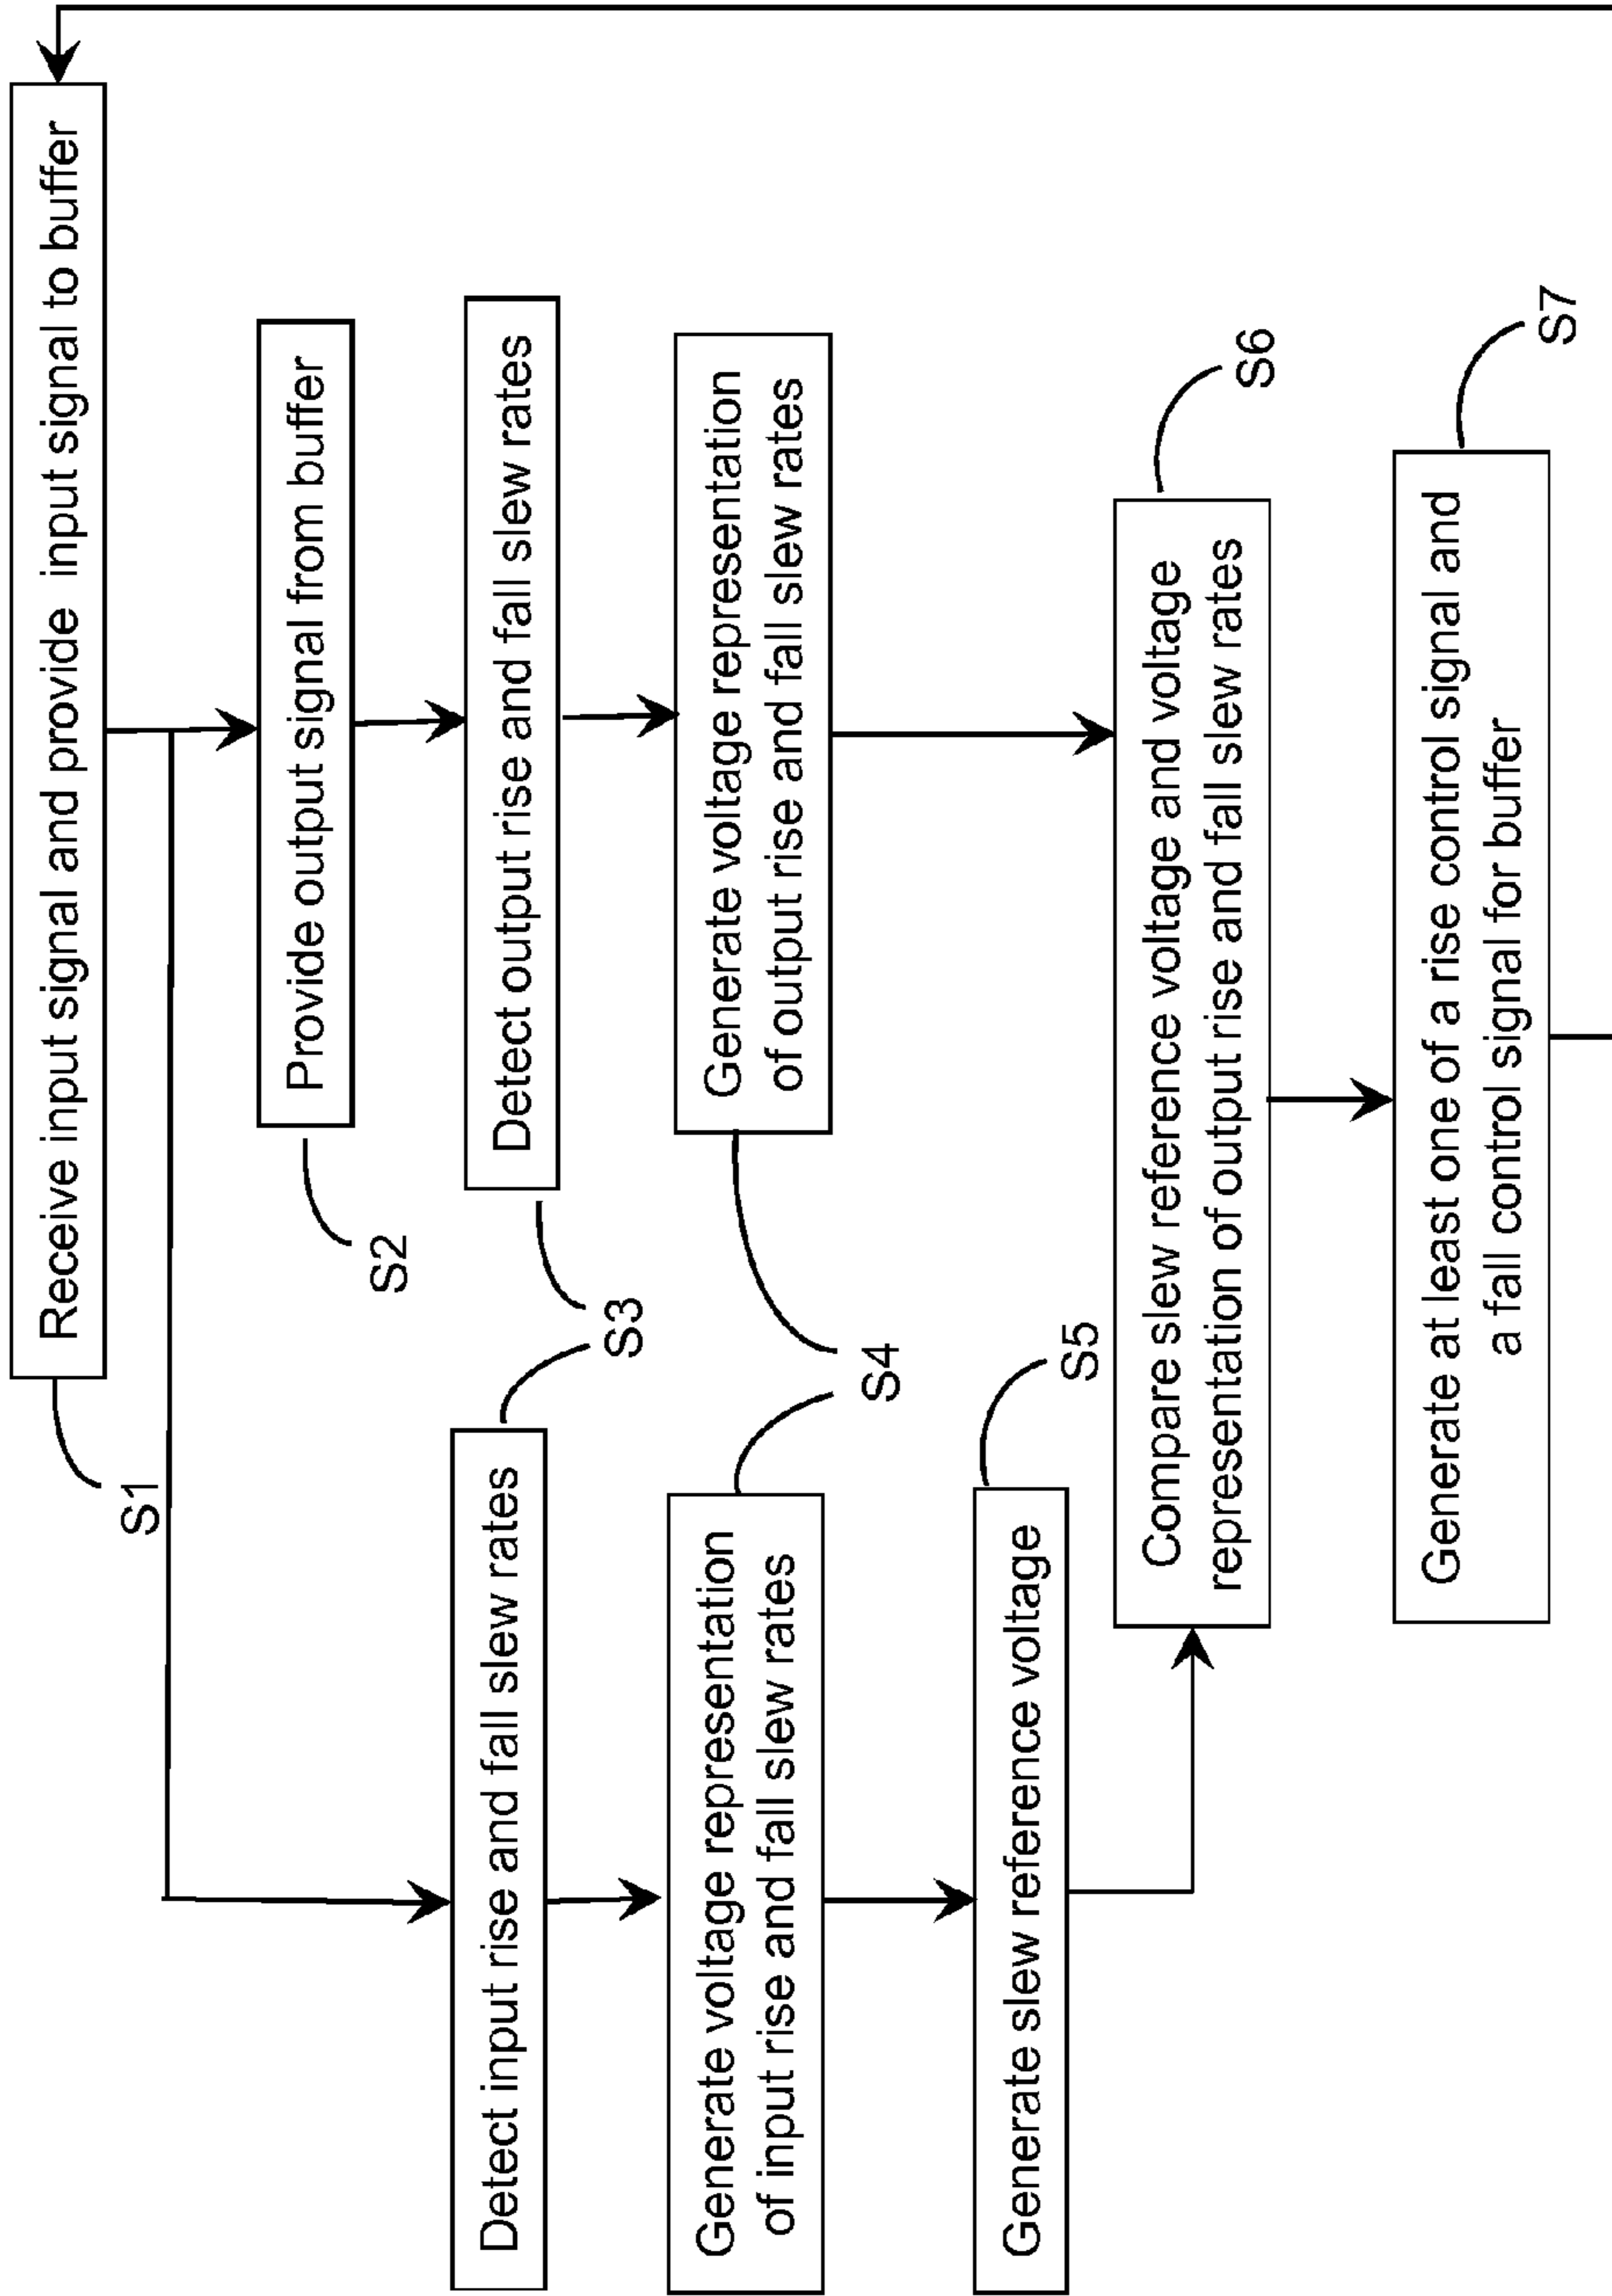 Receive input signal and provide input signal to buffer
S1
Provide output signal from buffer
S2
Detect input rise and fall slew rates
Detect output rise and fall slew rates
S3
Generate voltage representation
of input rise and fall slew rates
Generate voltage representation
of output rise and fall slew rates
S4
Generate slew reference voltage
S5
Compare slew reference voltage and voltage
representation of output rise and fall slew rates
S6
Generate at least one of a rise control signal and
a fall control signal for buffer
S7